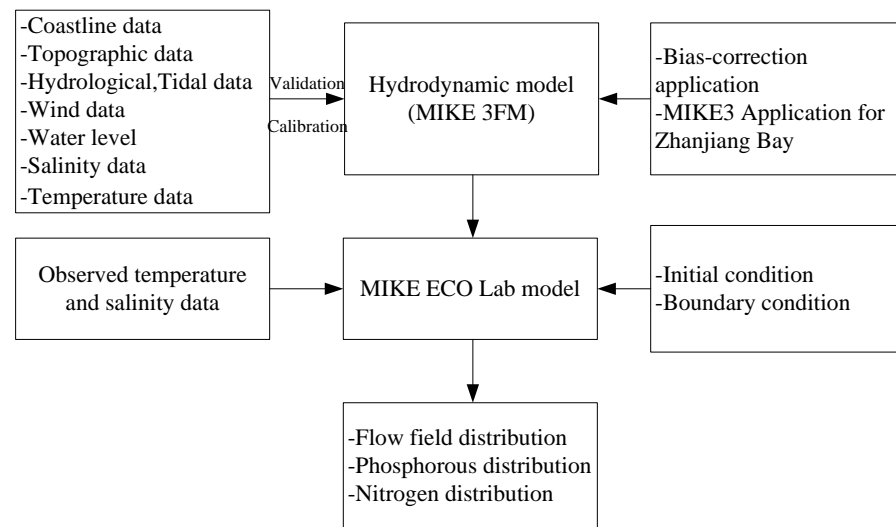 -Coastline data
-Topographic data
-Hydrological,Tidal data
-Wind data
-Water level
-Salinity data
-Temperature data
Validation
Calibration
Hydrodynamic model
(MIKE 3FM)
-Bias-correction
application
-MIKE3 Application for
Zhanjiang Bay
Observed temperature
and salinity data
MIKE ECO Lab model
-Initial condition
-Boundary condition
-Flow field distribution
-Phosphorous distribution
-Nitrogen distribution